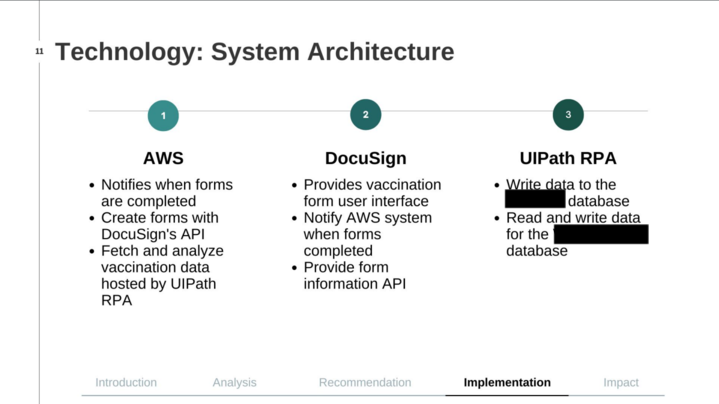 11
Technology: System Architecture
1
2
3
AWS
• Notifies when forms
are completed
• Create forms with
DocuSign's API
• Fetch and analyze
vaccination data
hosted by UIPath
RPA
DocuSign
• Provides vaccination
form user interface
• Notify AWS system
when forms
completed
• Provide form
information API
UIPath RPA
• Write data to the
database
• Read and write data
for the
database
Introduction
Analysis
Recommendation
Implementation
Impact